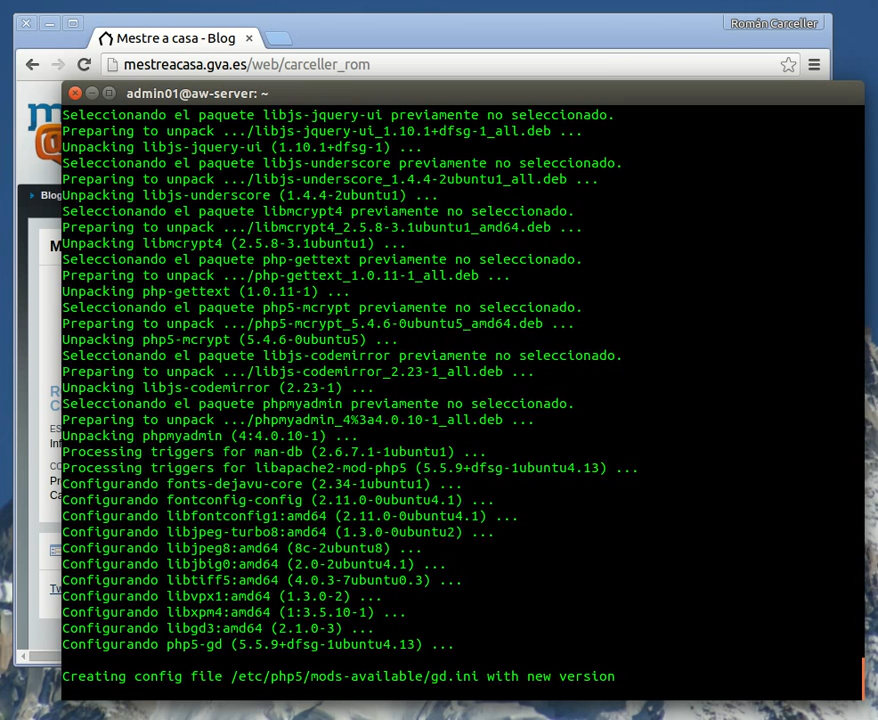 Román Carceller
Mestre a casa - Blog
mestreacasa.gva.es/web/carceller_rom
admin01@aw-server: ~
Blog
Seleccionando el paquete libjs-jquery-ui previamente no seleccionado.
Preparing to unpack .../libjs-jquery-ui_1.10.1+dfsg-1_all.deb ...
Unpacking libjs-jquery-ui (1.10.1+dfsg-1) ...
Seleccionando el paquete libjs-underscore previamente no seleccionado.
Preparing to unpack .../libjs-underscore_1.4.4-2ubuntu1_all.deb ...
Unpacking libjs-underscore (1.4.4-2ubuntu1) ...
Seleccionando el paquete libmcrypt4 previamente no seleccionado.
Preparing to unpack .../libmcrypt4_2.5.8-3.1ubuntu1_amd64.deb ...
Unpacking libmcrypt4 (2.5.8-3.1ubuntu1) ...
Seleccionando el paquete php-gettext previamente no seleccionado.
Preparing to unpack .../php-gettext_1.0.11-1_all.deb ...
Unpacking php-gettext (1.0.11-1) ...
Seleccionando el paquete php5-mcrypt previamente no seleccionado.
Preparing to unpack .../php5-mcrypt_5.4.6-0ubuntu5_amd64.deb ...
Unpacking php5-mcrypt (5.4.6-0ubuntu5) ...
Seleccionando el paquete libjs-codemirror previamente no seleccionado.
Preparing to unpack .../libjs-codemirror_2.23-1_all.deb ...
Unpacking libjs-codemirror (2.23-1) ...
Seleccionando el paquete phpmyadmin previamente no seleccionado.
Preparing to unpack .../phpmyadmin_4%3a4.0.10-1_all.deb ...
Unpacking phpmyadmin (4:4.0.10-1) ...
Processing triggers for man-db (2.6.7.1-1ubuntu1) ...
Processing triggers for libapache2-mod-php5 (5.5.9+dfsg-1ubuntu4.13) ...
Configurando fonts-dejavu-core (2.34-1ubuntu1) ...
Configurando fontconfig-config (2.11.0-0ubuntu4.1) ...
Configurando libfontconfig1:amd64 (2.11.0-0ubuntu4.1) ...
Configurando libjpeg-turbo8:amd64 (1.3.0-0ubuntu2) ...
Configurando libjpeg8:amd64 (8c-2ubuntu8) ...
Configurando libjbig0:amd64 (2.0-2ubuntu4.1) ...
Configurando libtiff5:amd64 (4.0.3-7ubuntu0.3) ...
Configurando libvpx1:amd64 (1.3.0-2) ...
Configurando libxpm4:amd64 (1:3.5.10-1) ...
Configurando libgd3:amd64 (2.1.0-3) ...
Configurando php5-gd (5.5.9+dfsg-1ubuntu4.13) ...
Creating config file /etc/php5/mods-available/gd.ini with new version